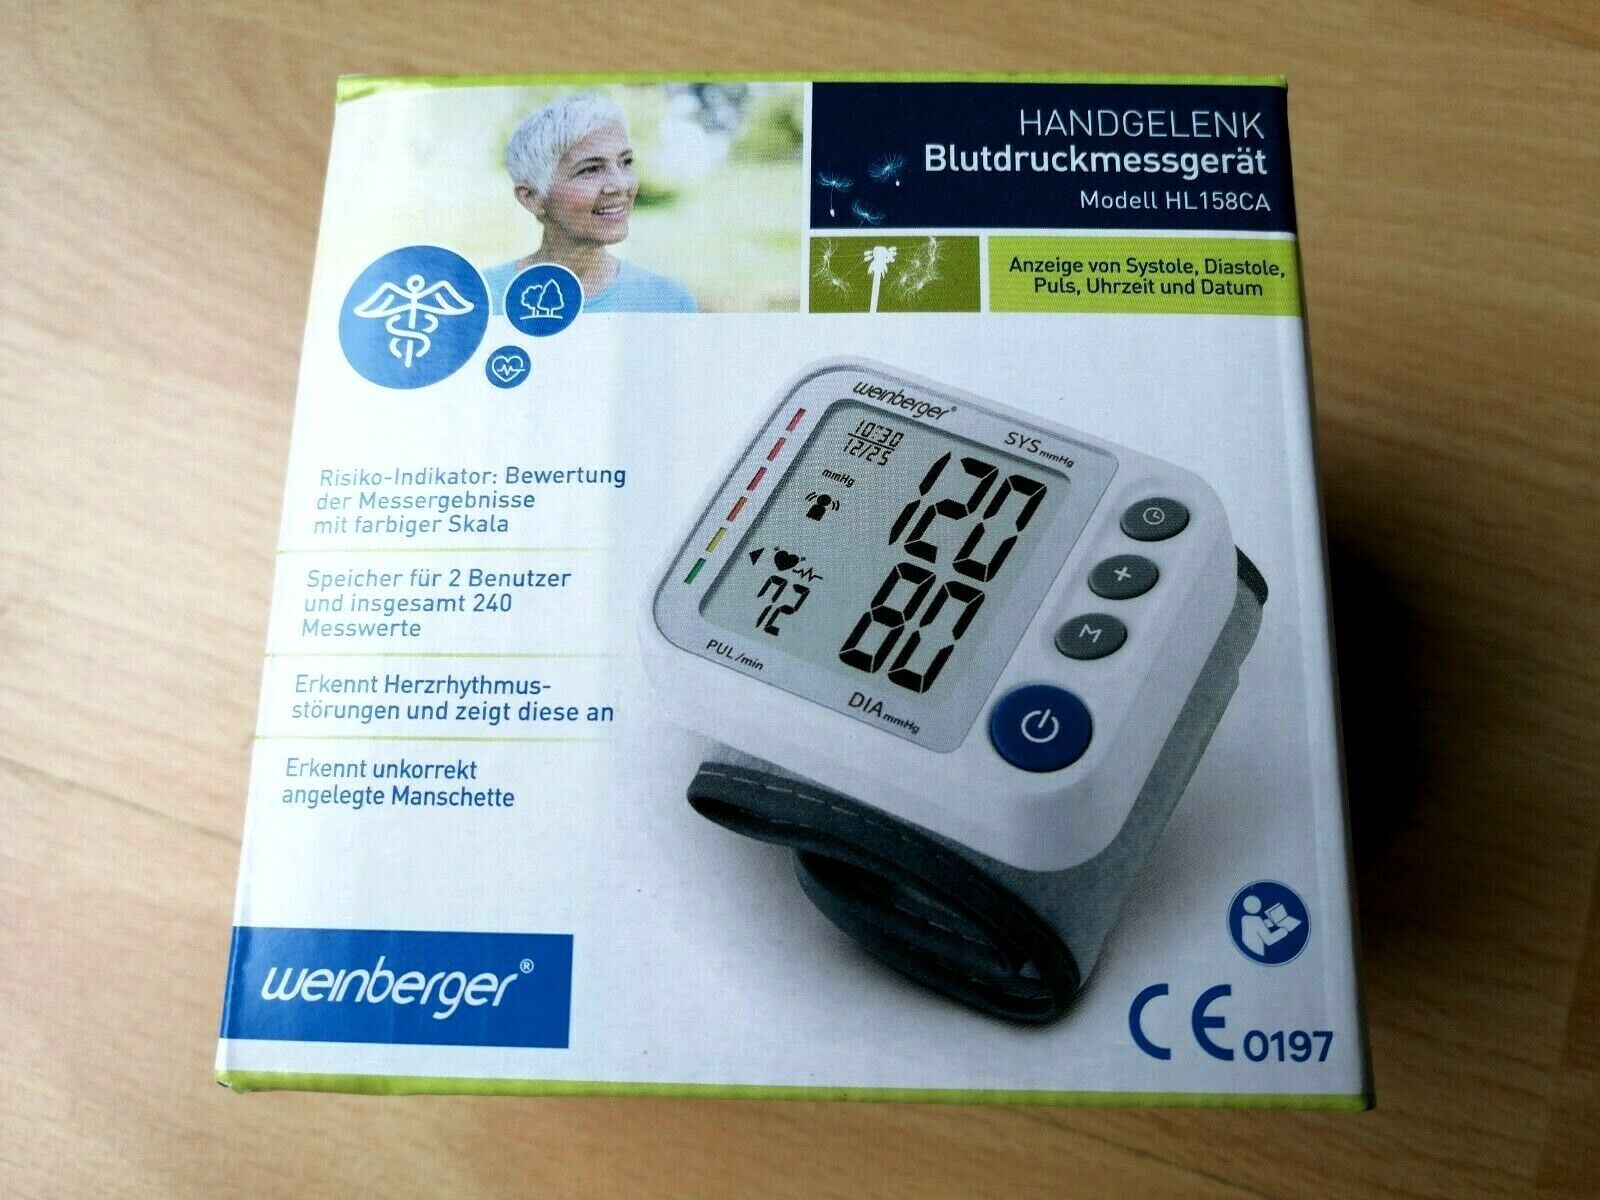 HANDGELENK
Blutdruckmessgerät
Modell HL158CA
Anzeige von Systole, Diastole,
Puls, Uhrzeit und Datum
Risiko-Indikator: Bewertung
der Messergebnisse
mit farbiger Skala
Speicher für 2 Benutzer
und insgesamt 240
Messwerte
Erkennt Herzrhythmus-
störungen und zeigt diese an
Erkennt unkorrekt
angelegte Manschette
weinberger®
SYS mmHg
10:30
12/25
mmHg
120
80
72
PUL/min
DIA mmHg
+
M
weinberger®
CE 0197